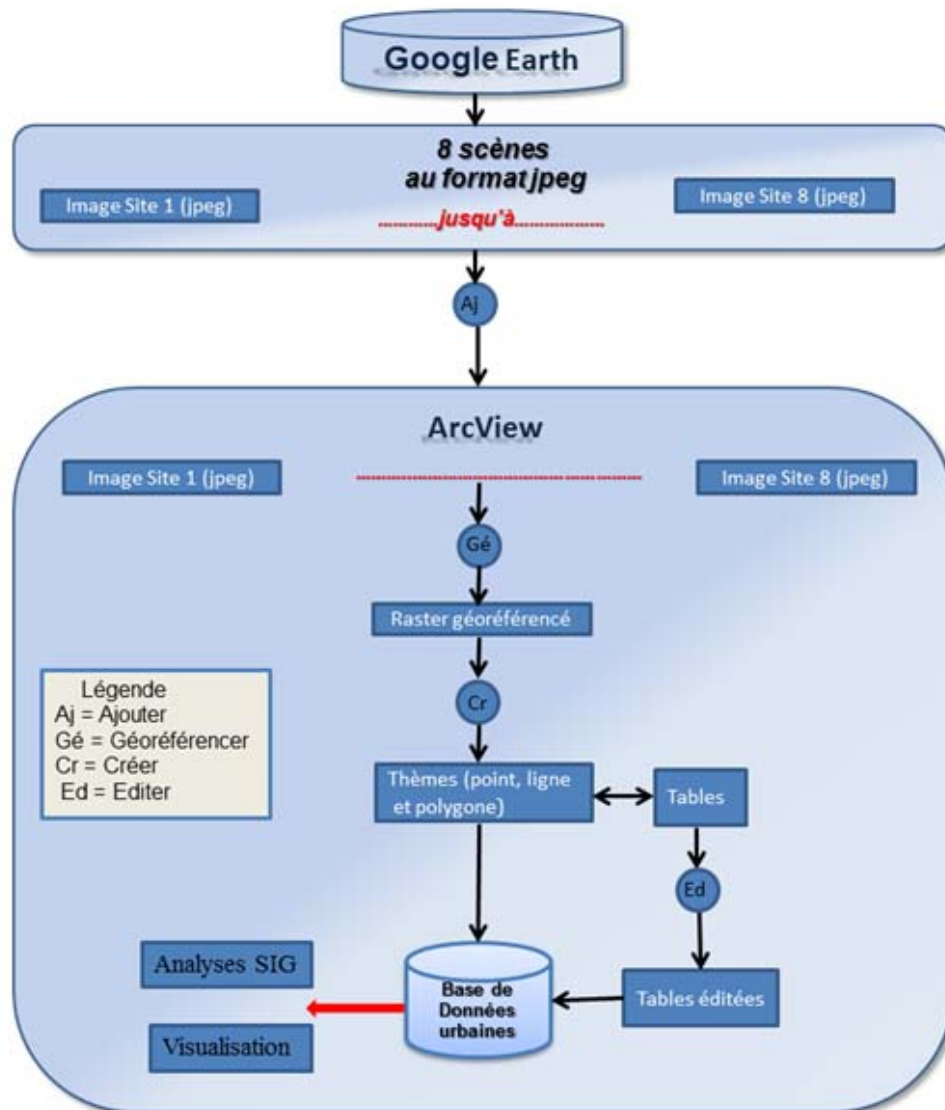 Google Earth
8 scènes
au format jpeg
Image Site 1 (jpeg)
Image Site 8 (jpeg)
............jusqu'à...................
Aj
ArcView
Image Site 1 (jpeg)
Image Site 8 (jpeg)
Gé
Raster géoréférencé
Cr
Légende
Aj = Ajouter
Gé = Géoréférencer
Cr = Créer
Ed = Editer
Thèmes (point, ligne
et polygone)
Tables
Ed
Analyses SIG
Base de
Données
urbaines
Tables éditées
Visualisation